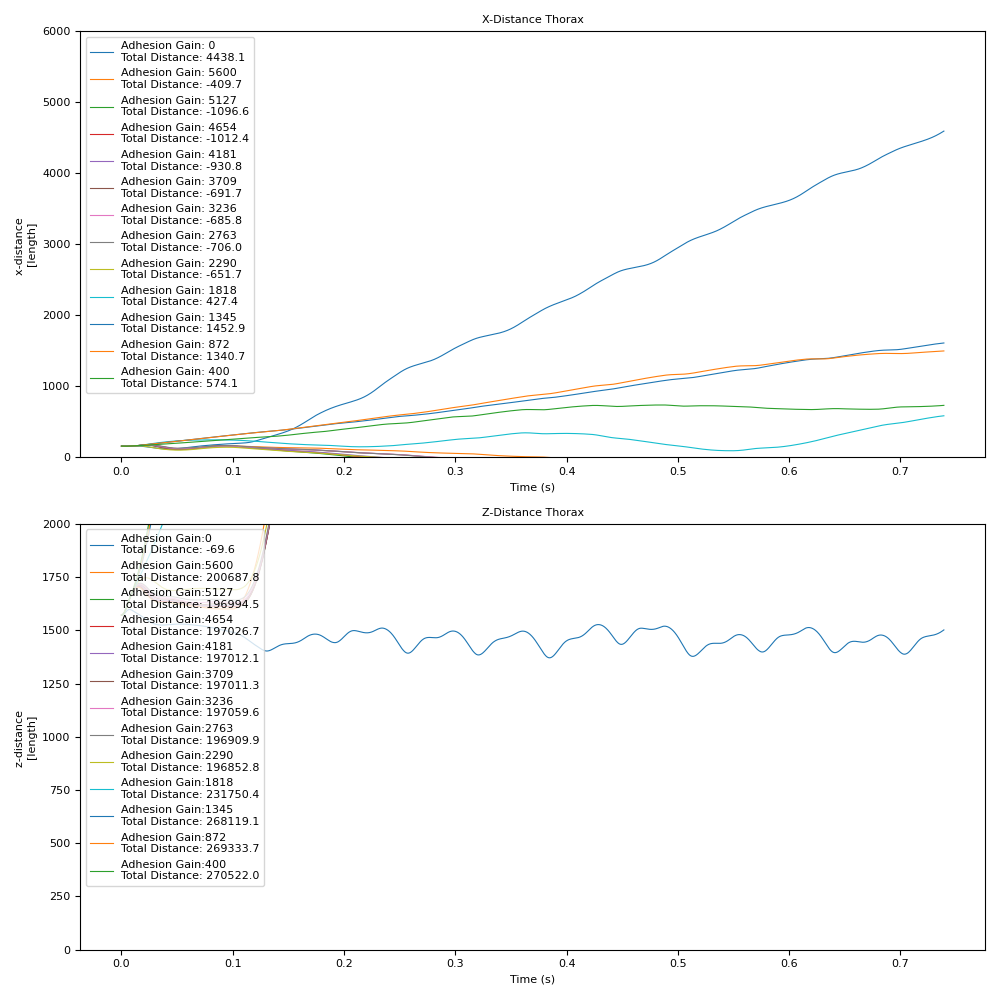 X-Distance Thorax
6000
5000
4000
3000
2000
1000
0
x-distance
[length]
Adhesion Gain: 0
Total Distance: 4438.1
Adhesion Gain: 5600
Total Distance: -409.7
Adhesion Gain: 5127
Total Distance: -1096.6
Adhesion Gain: 4654
Total Distance: -1012.4
Adhesion Gain: 4181
Total Distance: -930.8
Adhesion Gain: 3709
Total Distance: -691.7
Adhesion Gain: 3236
Total Distance: -685.8
Adhesion Gain: 2763
Total Distance: -706.0
Adhesion Gain: 2290
Total Distance: -651.7
Adhesion Gain: 1818
Total Distance: 427.4
Adhesion Gain: 1345
Total Distance: 1452.9
Adhesion Gain: 872
Total Distance: 1340.7
Adhesion Gain: 400
Total Distance: 574.1
0.0 0.1 0.2 0.3 0.4 0.5 0.6 0.7
Time (s)
Z-Distance Thorax
2000
1750
1500
1250
1000
750
500
250
0
z-distance
[length]
Adhesion Gain:0
Total Distance: -69.6
Adhesion Gain:5600
Total Distance: 200687.8
Adhesion Gain:5127
Total Distance: 196994.5
Adhesion Gain:4654
Total Distance: 197026.7
Adhesion Gain:4181
Total Distance: 197012.1
Adhesion Gain:3709
Total Distance: 197011.3
Adhesion Gain:3236
Total Distance: 197059.6
Adhesion Gain:2763
Total Distance: 196909.9
Adhesion Gain:2290
Total Distance: 196852.8
Adhesion Gain:1818
Total Distance: 231750.4
Adhesion Gain:1345
Total Distance: 268119.1
Adhesion Gain:872
Total Distance: 269333.7
Adhesion Gain:400
Total Distance: 270522.0
0.0 0.1 0.2 0.3 0.4 0.5 0.6 0.7
Time (s)